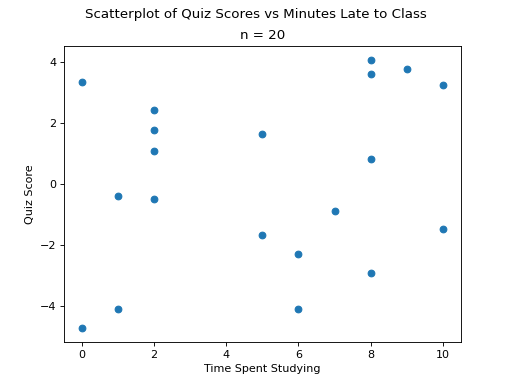 Scatterplot of Quiz Scores vs Minutes Late to Class
n = 20
4
2
0
−2
−4
Quiz Score
0 2 4 6 8 10
Time Spent Studying